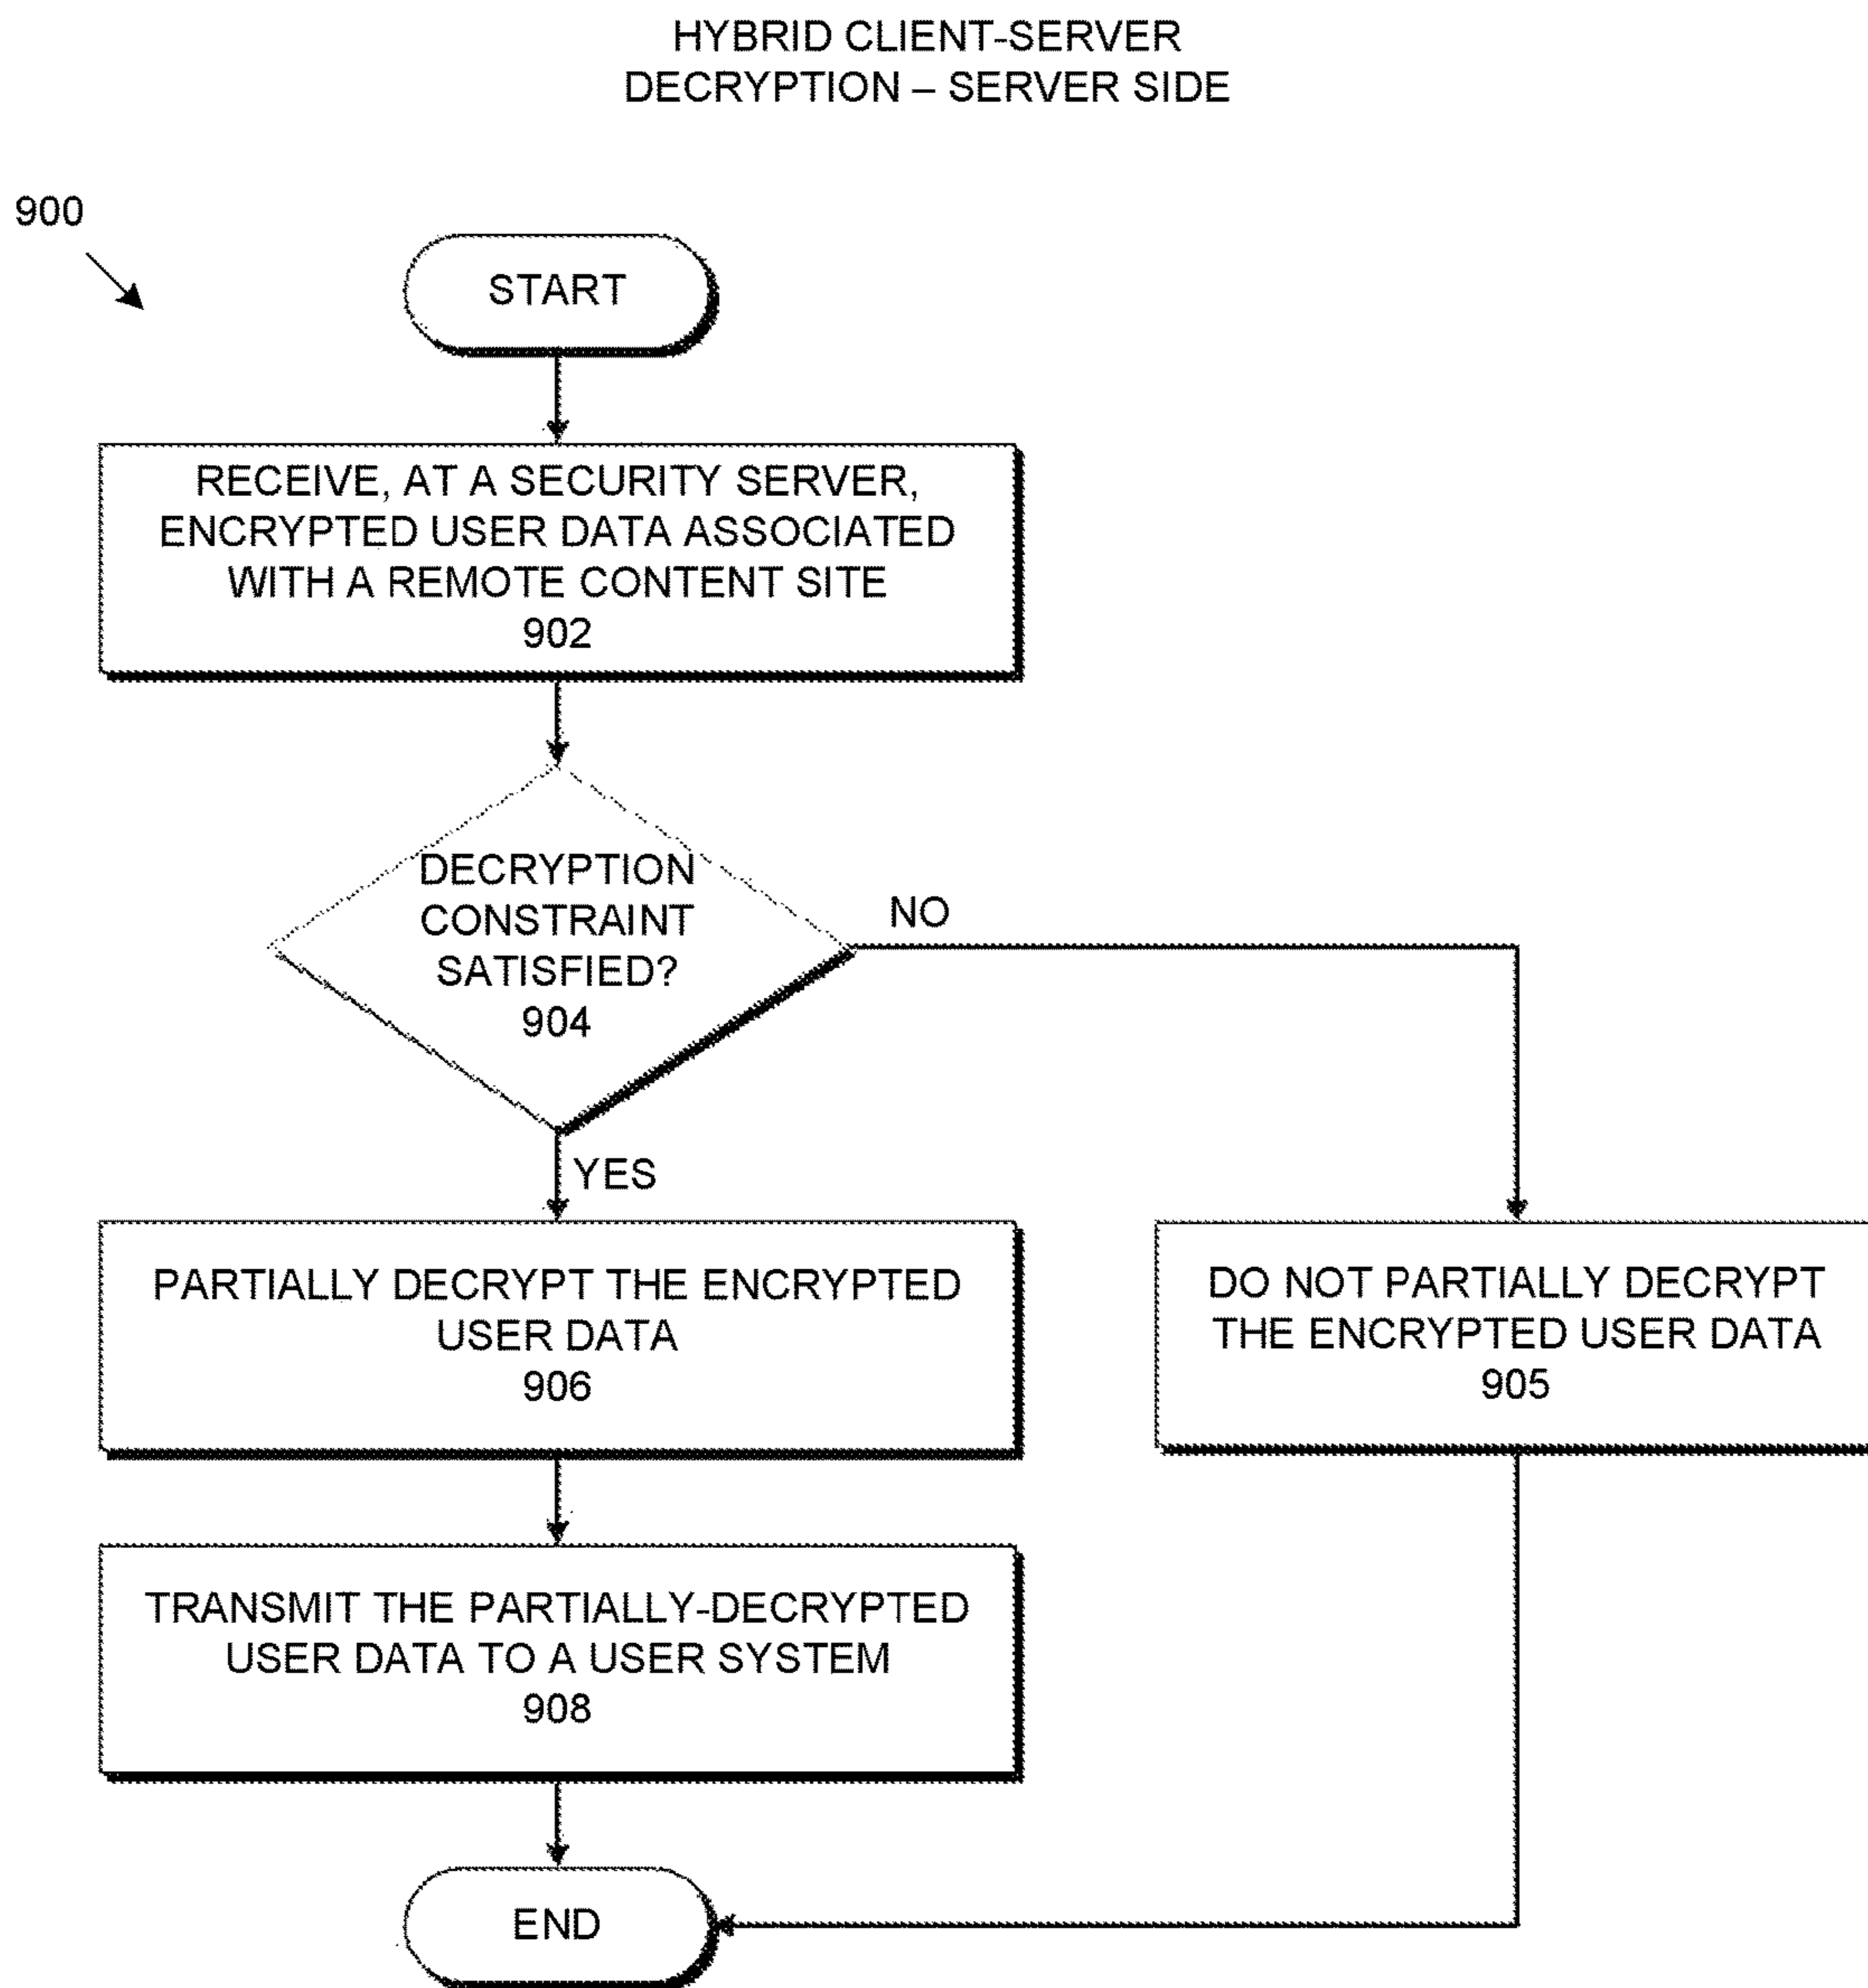 HYBRID CLIENT-SERVER
DECRYPTION – SERVER SIDE
900
START
RECEIVE, AT A SECURITY SERVER,
ENCRYPTED USER DATA ASSOCIATED
WITH A REMOTE CONTENT SITE
902
DECRYPTION
CONSTRAINT
SATISFIED?
904
NO
YES
PARTIALLY DECRYPT THE ENCRYPTED
USER DATA
906
DO NOT PARTIALLY DECRYPT
THE ENCRYPTED USER DATA
905
TRANSMIT THE PARTIALLY-DECRYPTED
USER DATA TO A USER SYSTEM
908
END